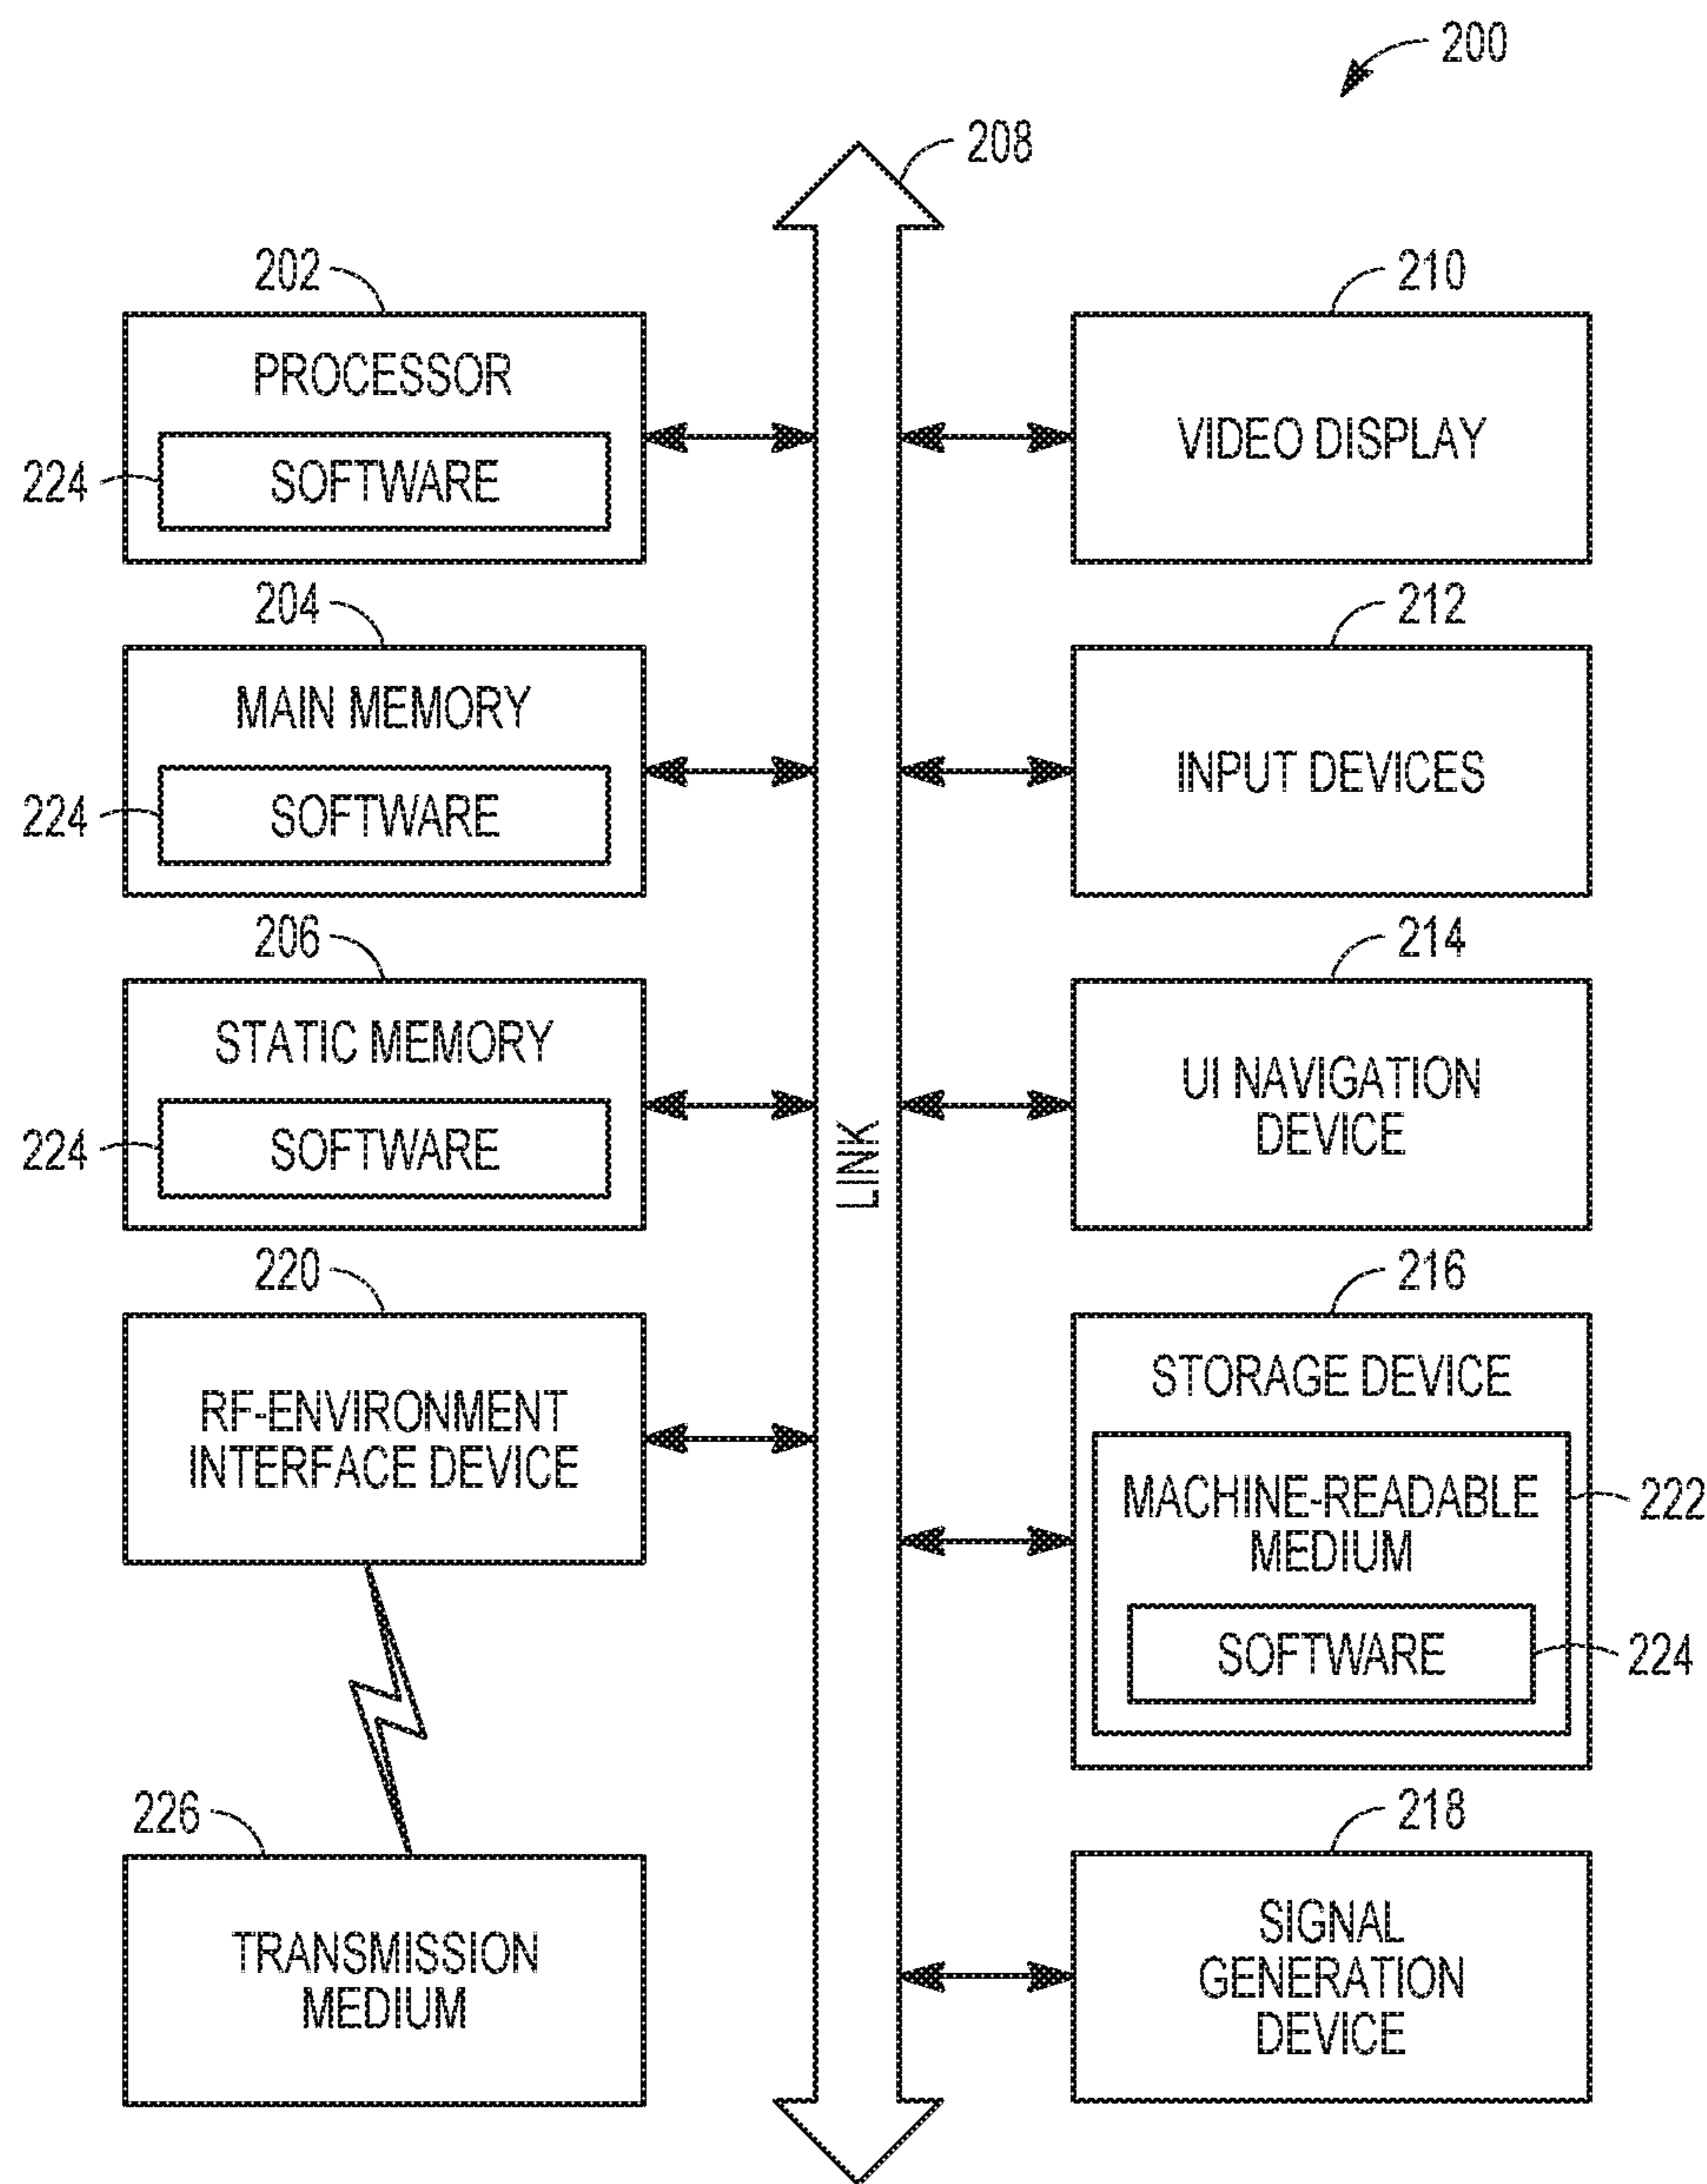 200
208
202
PROCESSOR
224
SOFTWARE
204
MAIN MEMORY
224
SOFTWARE
206
STATIC MEMORY
224
SOFTWARE
220
RF-ENVIRONMENT
INTERFACE DEVICE
226
TRANSMISSION
MEDIUM
LINK
210
VIDEO DISPLAY
212
INPUT DEVICES
214
UI NAVIGATION
DEVICE
216
STORAGE DEVICE
MACHINE-READABLE
MEDIUM
222
SOFTWARE
224
218
SIGNAL
GENERATION
DEVICE